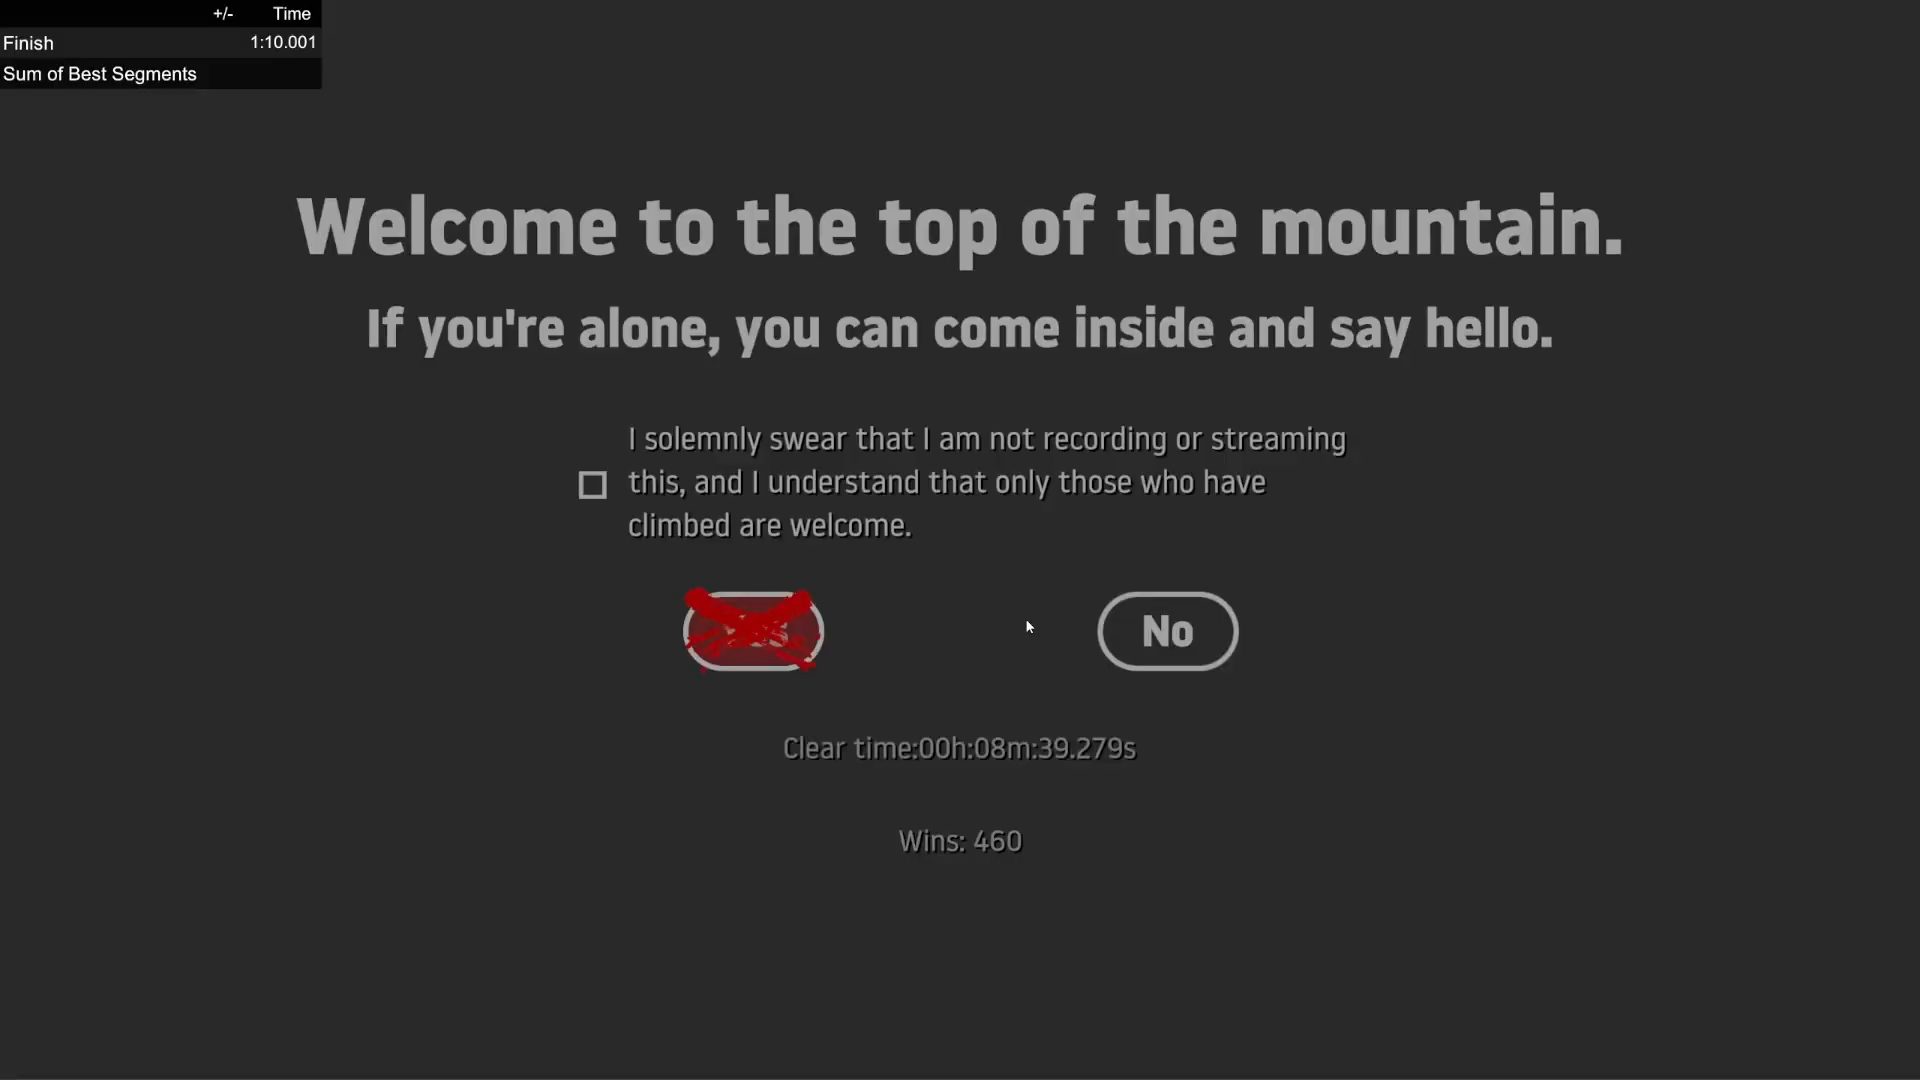 +/- Time
Finish 1:10.001
Sum of Best Segments
Welcome to the top of the mountain.
If you're alone, you can come inside and say hello.
I solemnly swear that I am not recording or streaming
this, and I understand that only those who have
climbed are welcome.
No
Clear time:00h:08m:39.279s
Wins: 460